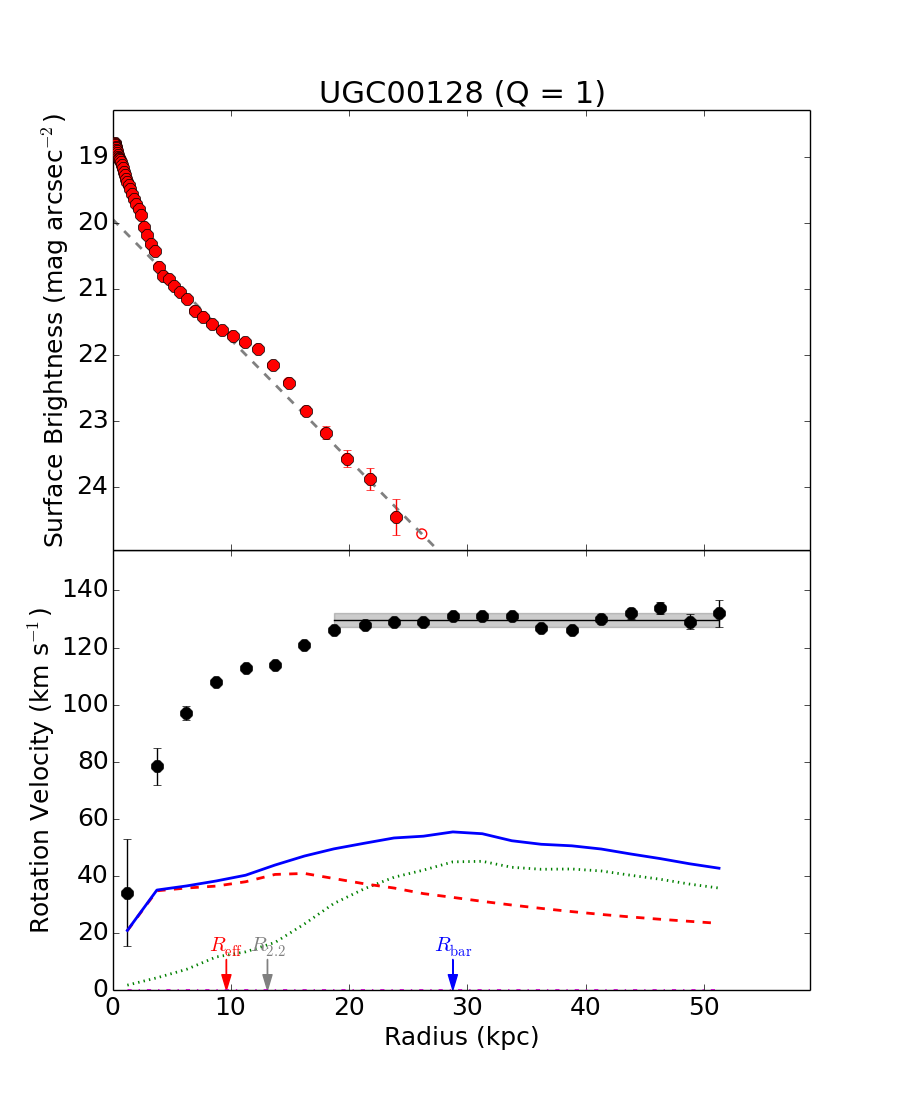 UGC00128 (Q = 1)
Surface Brightness (mag arcsec⁻²)
19
20
21
22
23
24
Rotation Velocity (km s⁻¹)
140
120
100
80
60
40
20
0
R_eff
R_2.2
R_bar
0 10 20 30 40 50
Radius (kpc)